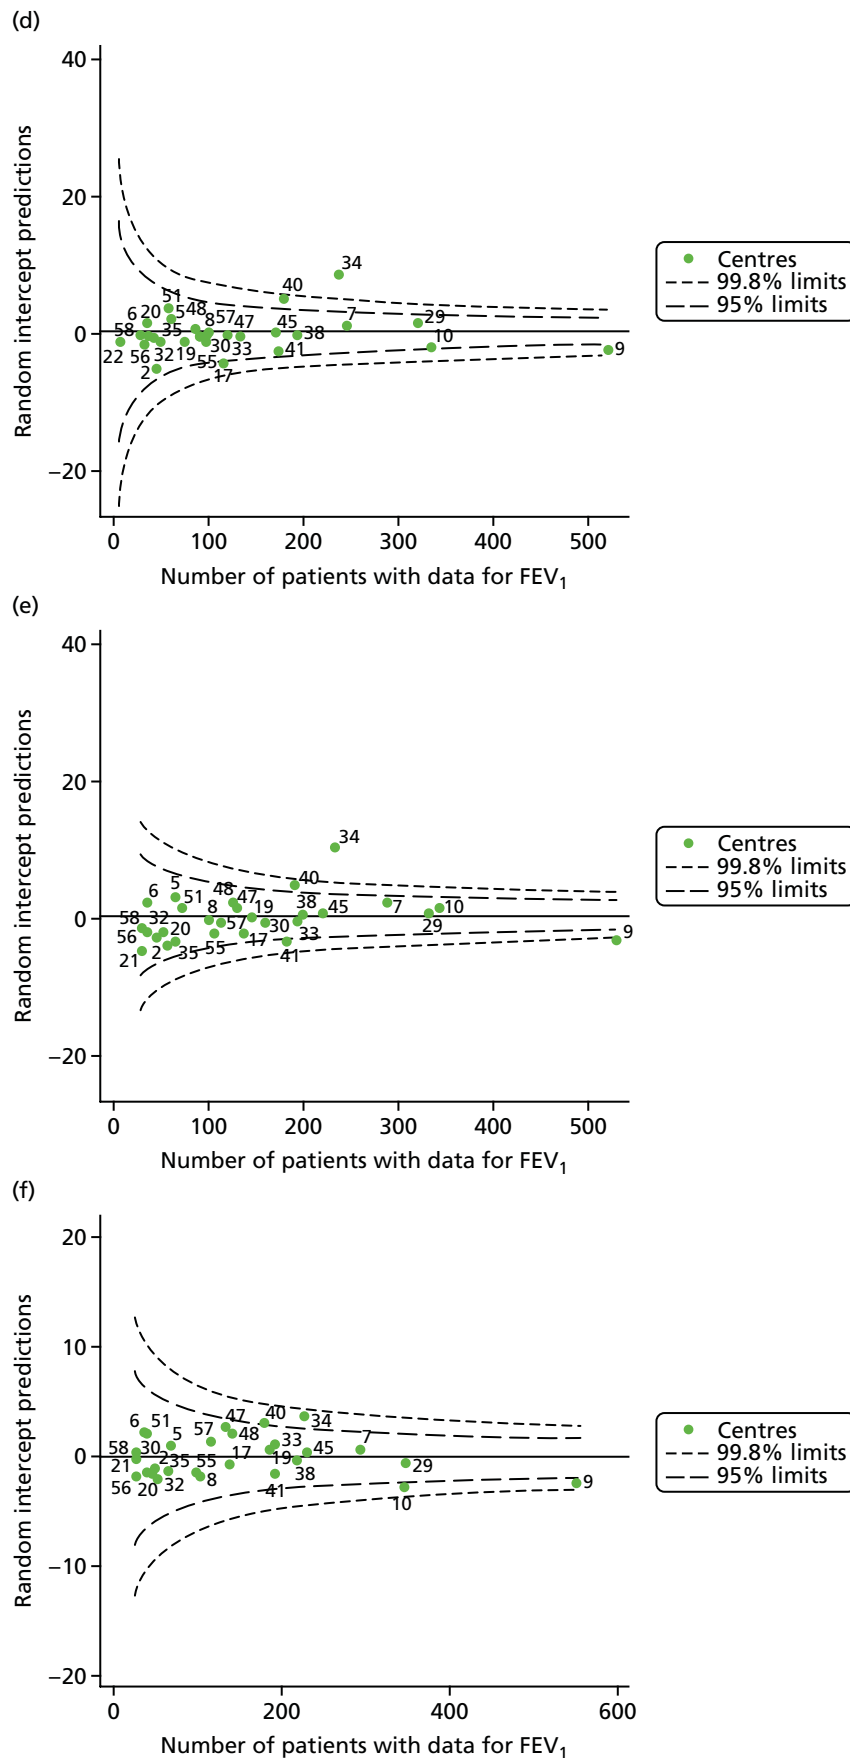 (d)
40
20
0
−20
Random intercept predictions
34
40
51
6 20 5 48
8 57 7 29
58 35 47 45 38 10
22 56 32 19 30 33 41 9
2 55
17
0 100 200 300 400 500
Number of patients with data for FEV1
Centres
99.8% limits
95% limits
(e)
40
20
0
−20
Random intercept predictions
34
40
5
6 51 48 47
8 19 38 45 7 10
58 32 57 30 29
56 20 33 9
21 2 35 55 17 41
0 100 200 300 400 500
Number of patients with data for FEV1
Centres
99.8% limits
95% limits
(f)
20
10
0
−10
−20
Random intercept predictions
6 51 47 40 34
5 57 48 33 7
58 30 45
21 2 35 55 17 19 29
56 20 32 8 41 38 9
10
0 200 400 600
Number of patients with data for FEV1
Centres
99.8% limits
95% limits